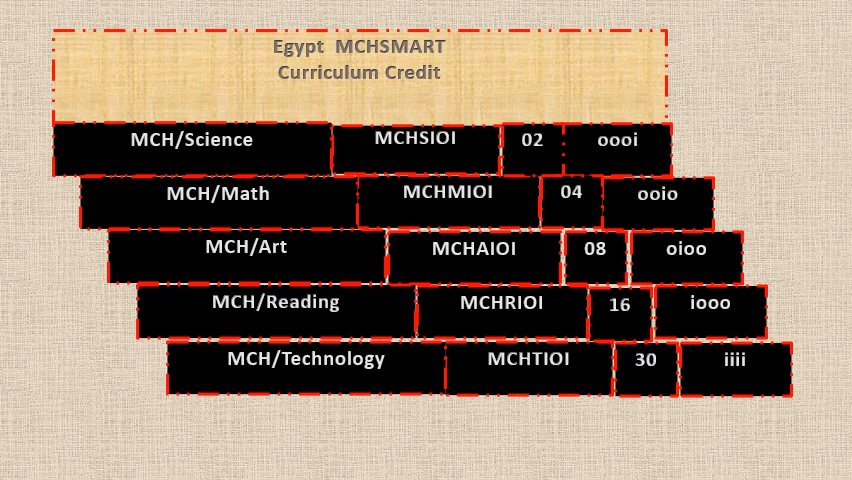 Egypt MCHSMART
Curriculum Credit
MCH/Science MCHSIOI 02 oooi
MCH/Math MCHMIOI 04 ooio
MCH/Art MCHAIOI 08 oioo
MCH/Reading MCHRIOI 16 iooo
MCH/Technology MCHTIOI 30 iiii